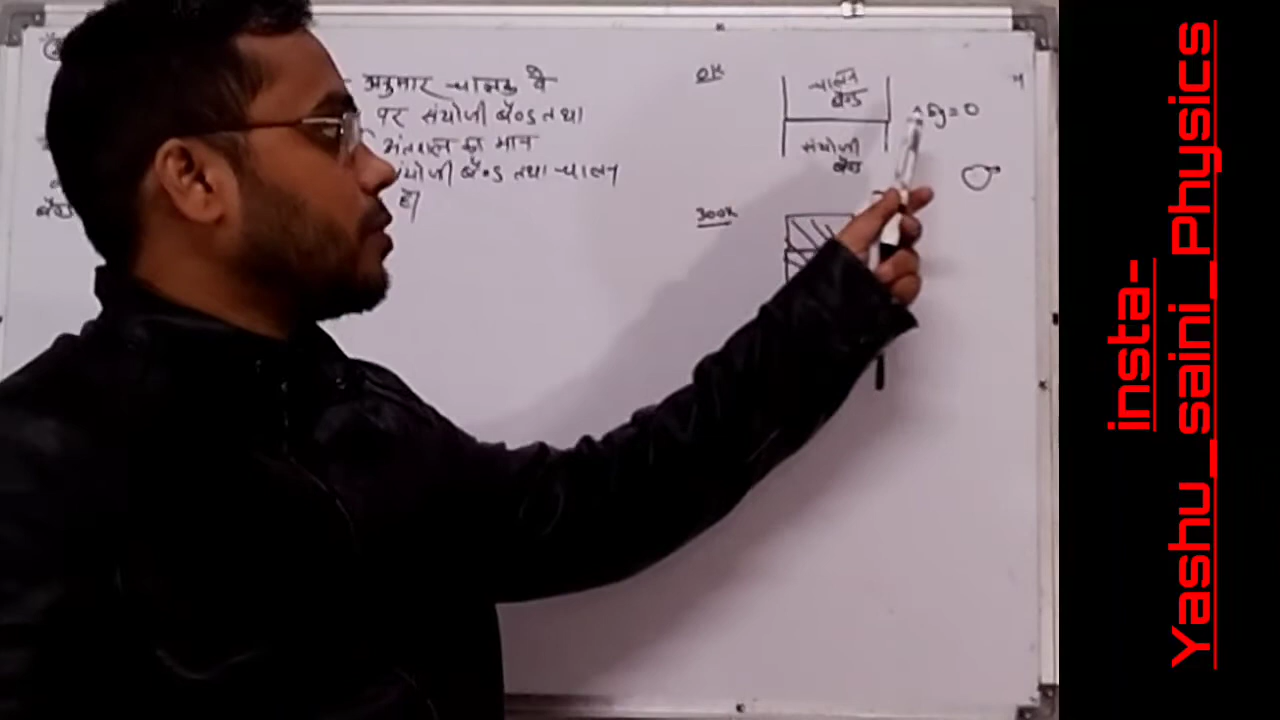 अनुसार चालक के
पर संयोजी बैण्ड तथा
अंतराल का मान
संयोजी बैण्ड तथा चालन
है।
बैण्ड
0K
चालन
बैण्ड
संयोजी
बैण्ड
Eg = 0
300K
insta-
Yashu_saini_Physics